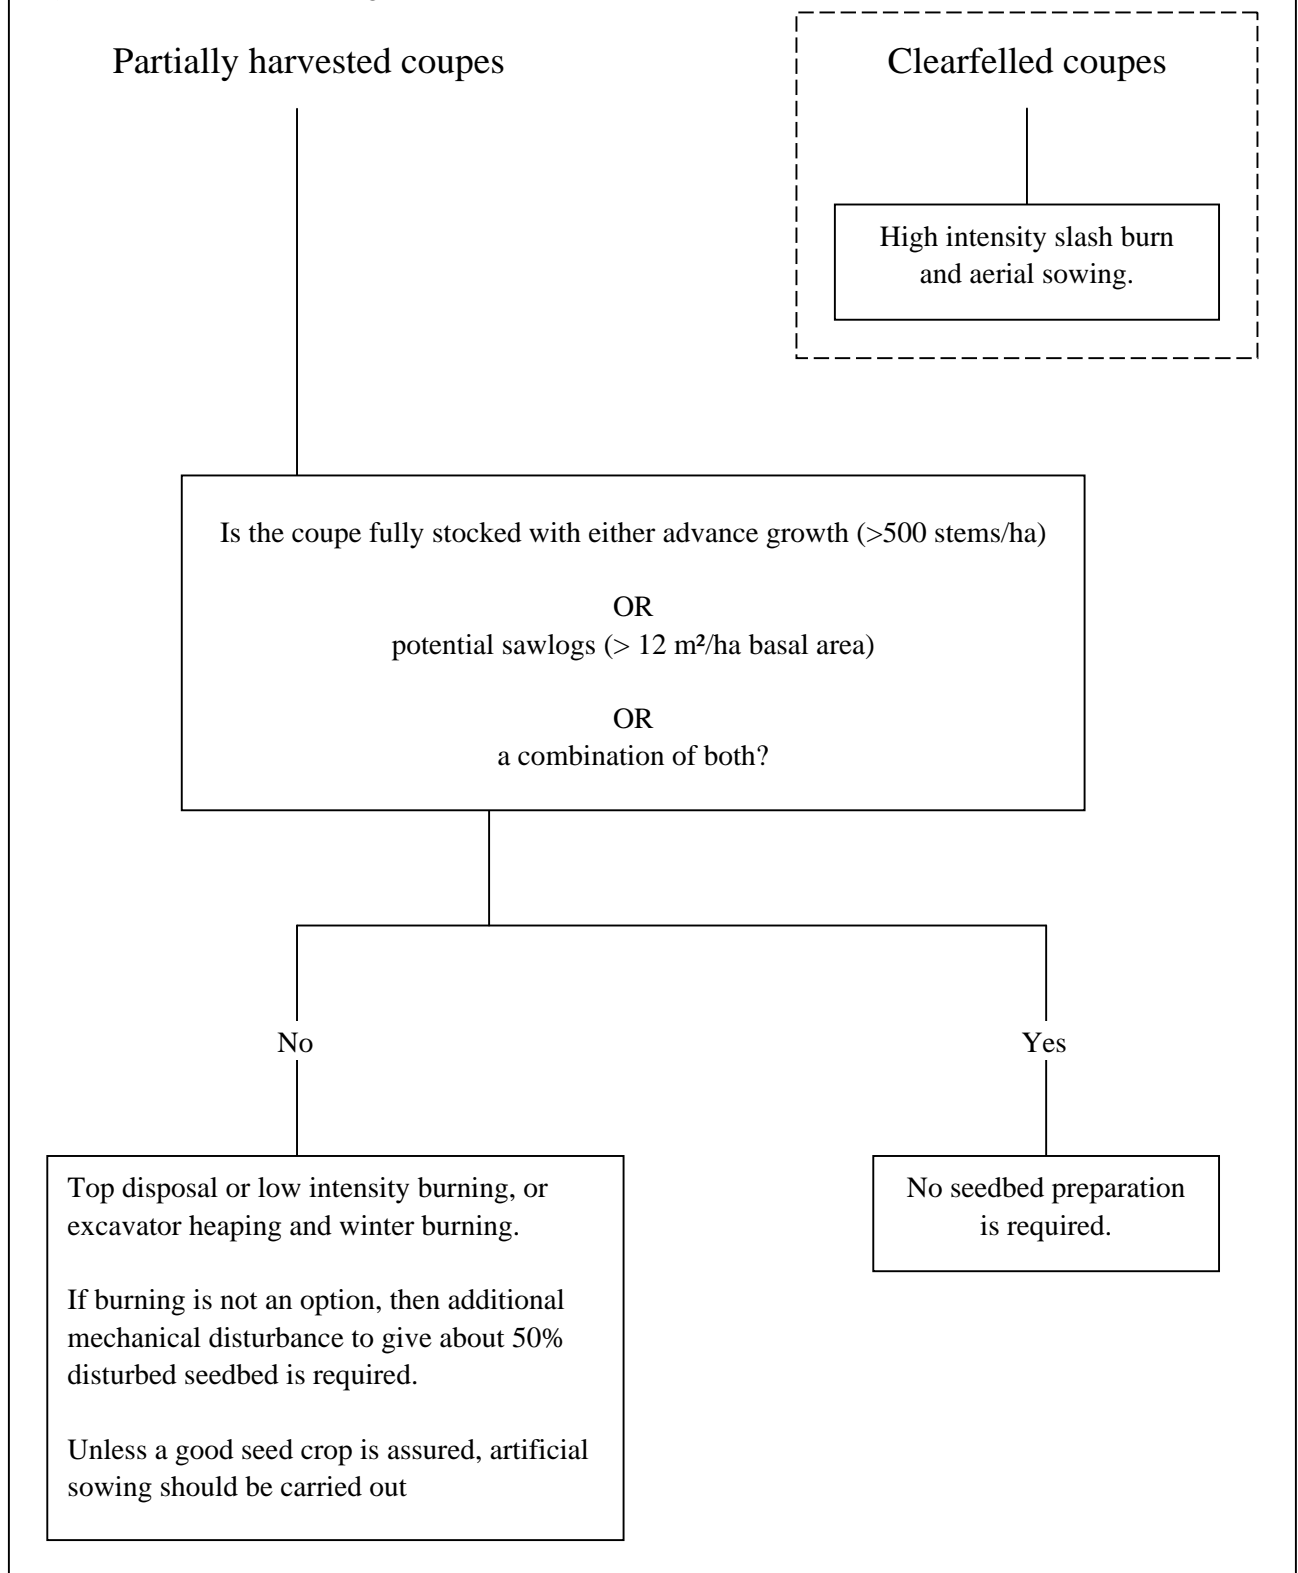 Partially harvested coupes
Clearfelled coupes
High intensity slash burn
and aerial sowing.
Is the coupe fully stocked with either advance growth (>500 stems/ha)
OR
potential sawlogs (> 12 m²/ha basal area)
OR
a combination of both?
No
Yes
Top disposal or low intensity burning, or
excavator heaping and winter burning.
If burning is not an option, then additional
mechanical disturbance to give about 50%
disturbed seedbed is required.
Unless a good seed crop is assured, artificial
sowing should be carried out
No seedbed preparation
is required.